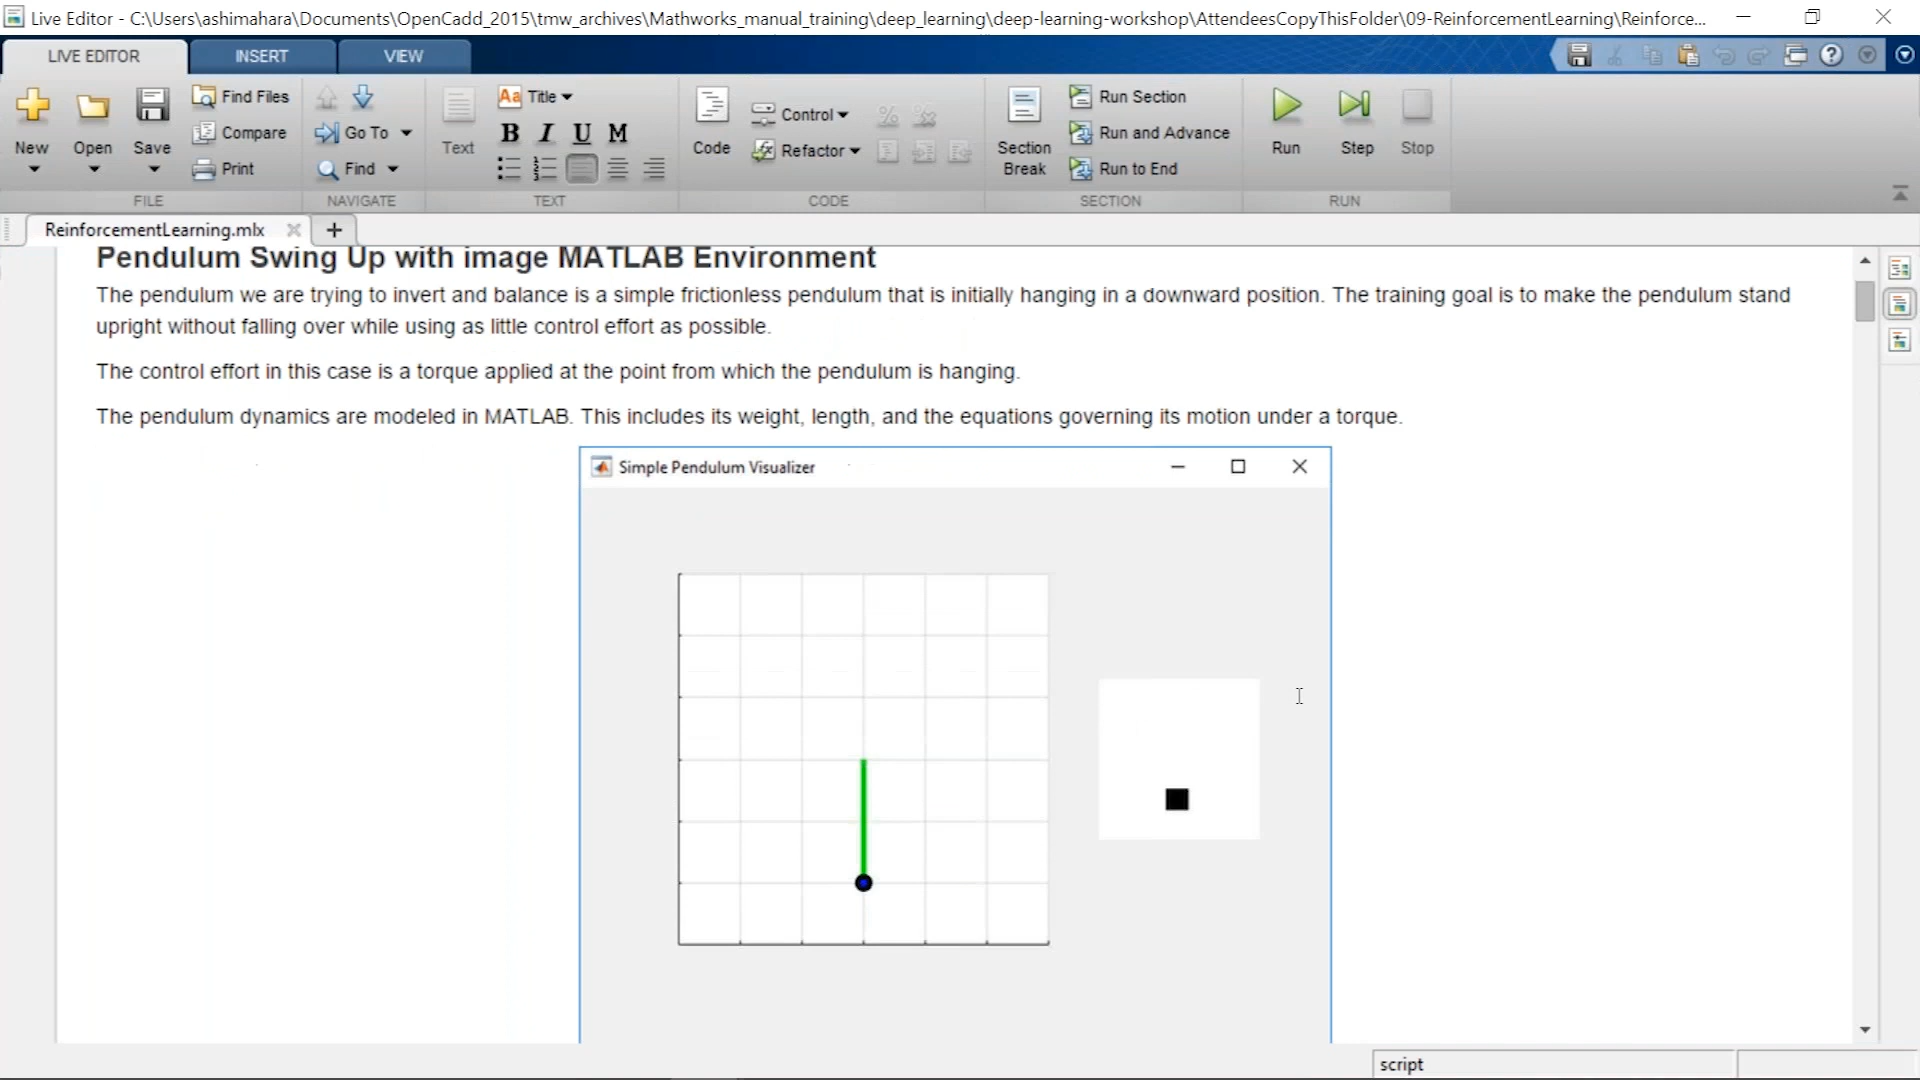 Live Editor - C:\Users\ashimahara\Documents\OpenCadd_2015\tmw_archives\Mathworks_manual_training\deep_learning\deep-learning-workshop\AttendeesCopyThisFolder\09-ReinforcementLearning\Reinforce...
LIVE EDITOR INSERT VIEW
New
Open
Save
Find Files
Compare
Print
FILE
Go To
Find
NAVIGATE
Text
Aa Title
B I U M
TEXT
Code
Control
Refactor
CODE
Section
Break
Run Section
Run and Advance
Run to End
SECTION
Run
Step
Stop
RUN
ReinforcementLearning.mlx
Pendulum Swing Up with image MATLAB Environment
The pendulum we are trying to invert and balance is a simple frictionless pendulum that is initially hanging in a downward position. The training goal is to make the pendulum stand
upright without falling over while using as little control effort as possible.
The control effort in this case is a torque applied at the point from which the pendulum is hanging.
The pendulum dynamics are modeled in MATLAB. This includes its weight, length, and the equations governing its motion under a torque.
Simple Pendulum Visualizer
script